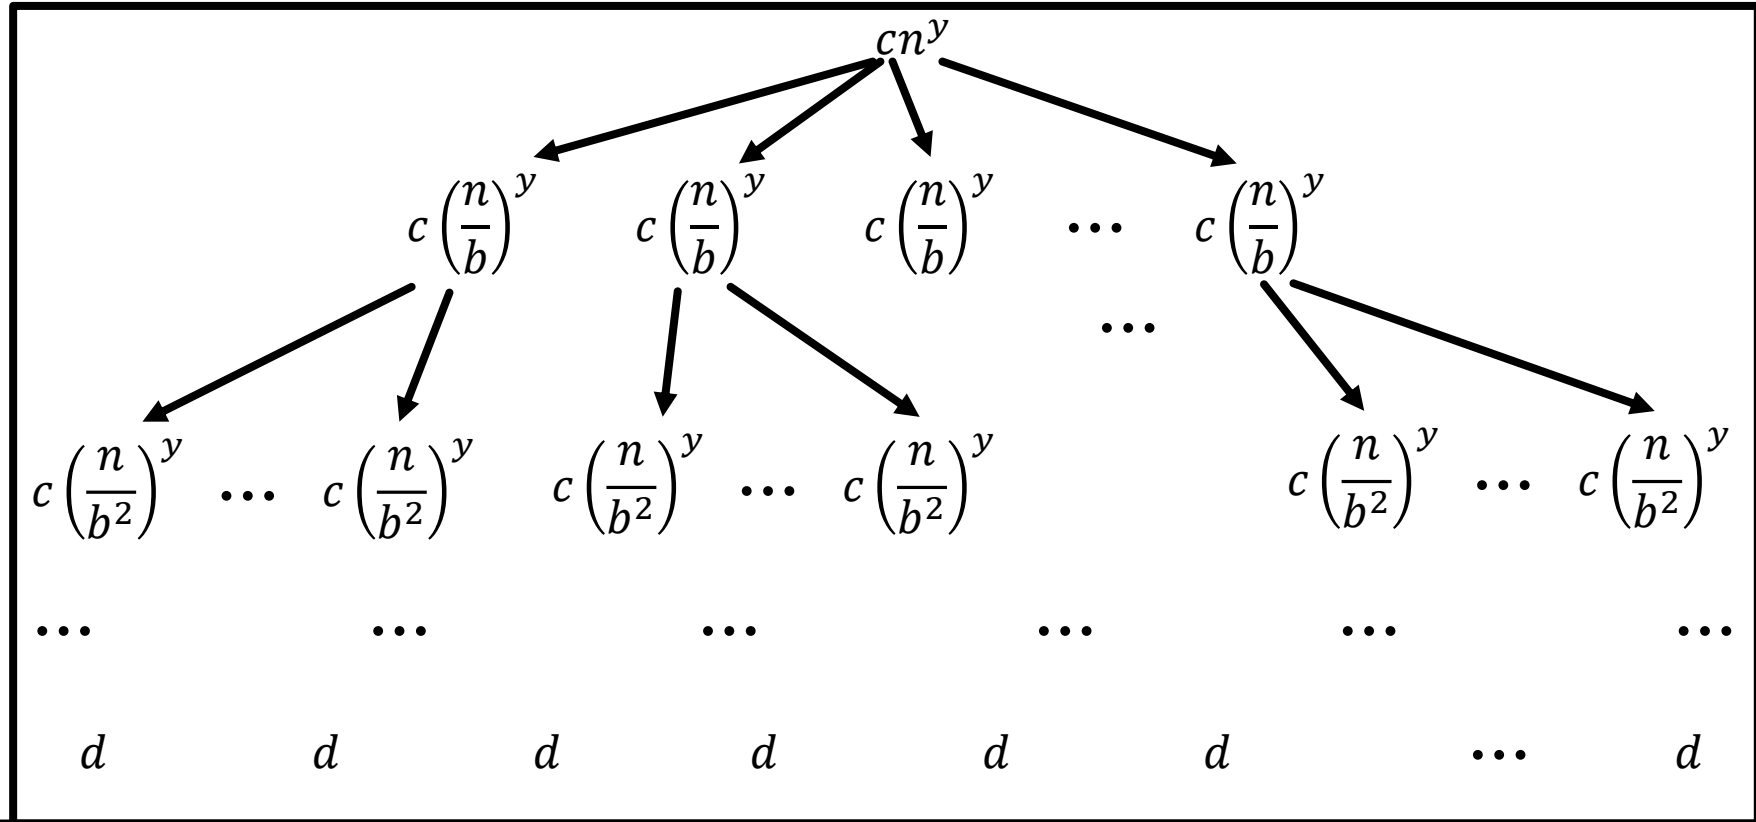 cn^y
c(n/b)^y c(n/b)^y c(n/b)^y ... c(n/b)^y
...
c(n/b^2)^y ... c(n/b^2)^y c(n/b^2)^y ... c(n/b^2)^y c(n/b^2)^y ... c(n/b^2)^y
... ... ... ... ... ...
d d d d d d ... d